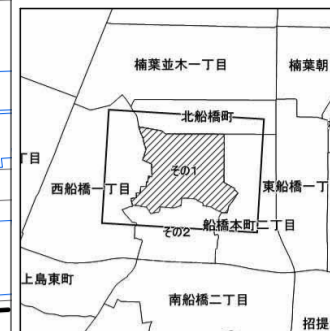 楠葉並木一丁目
楠葉朝
北船橋町
丁目
その1
西船橋一丁目
東船橋一丁
船橋本町二丁目
その2
上島東町
南船橋二丁目
招提